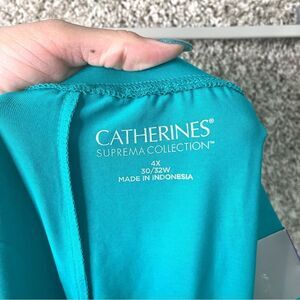 CATHERINES®
SUPREMA COLLECTION™
4X
30/32W
MADE IN INDONESIA